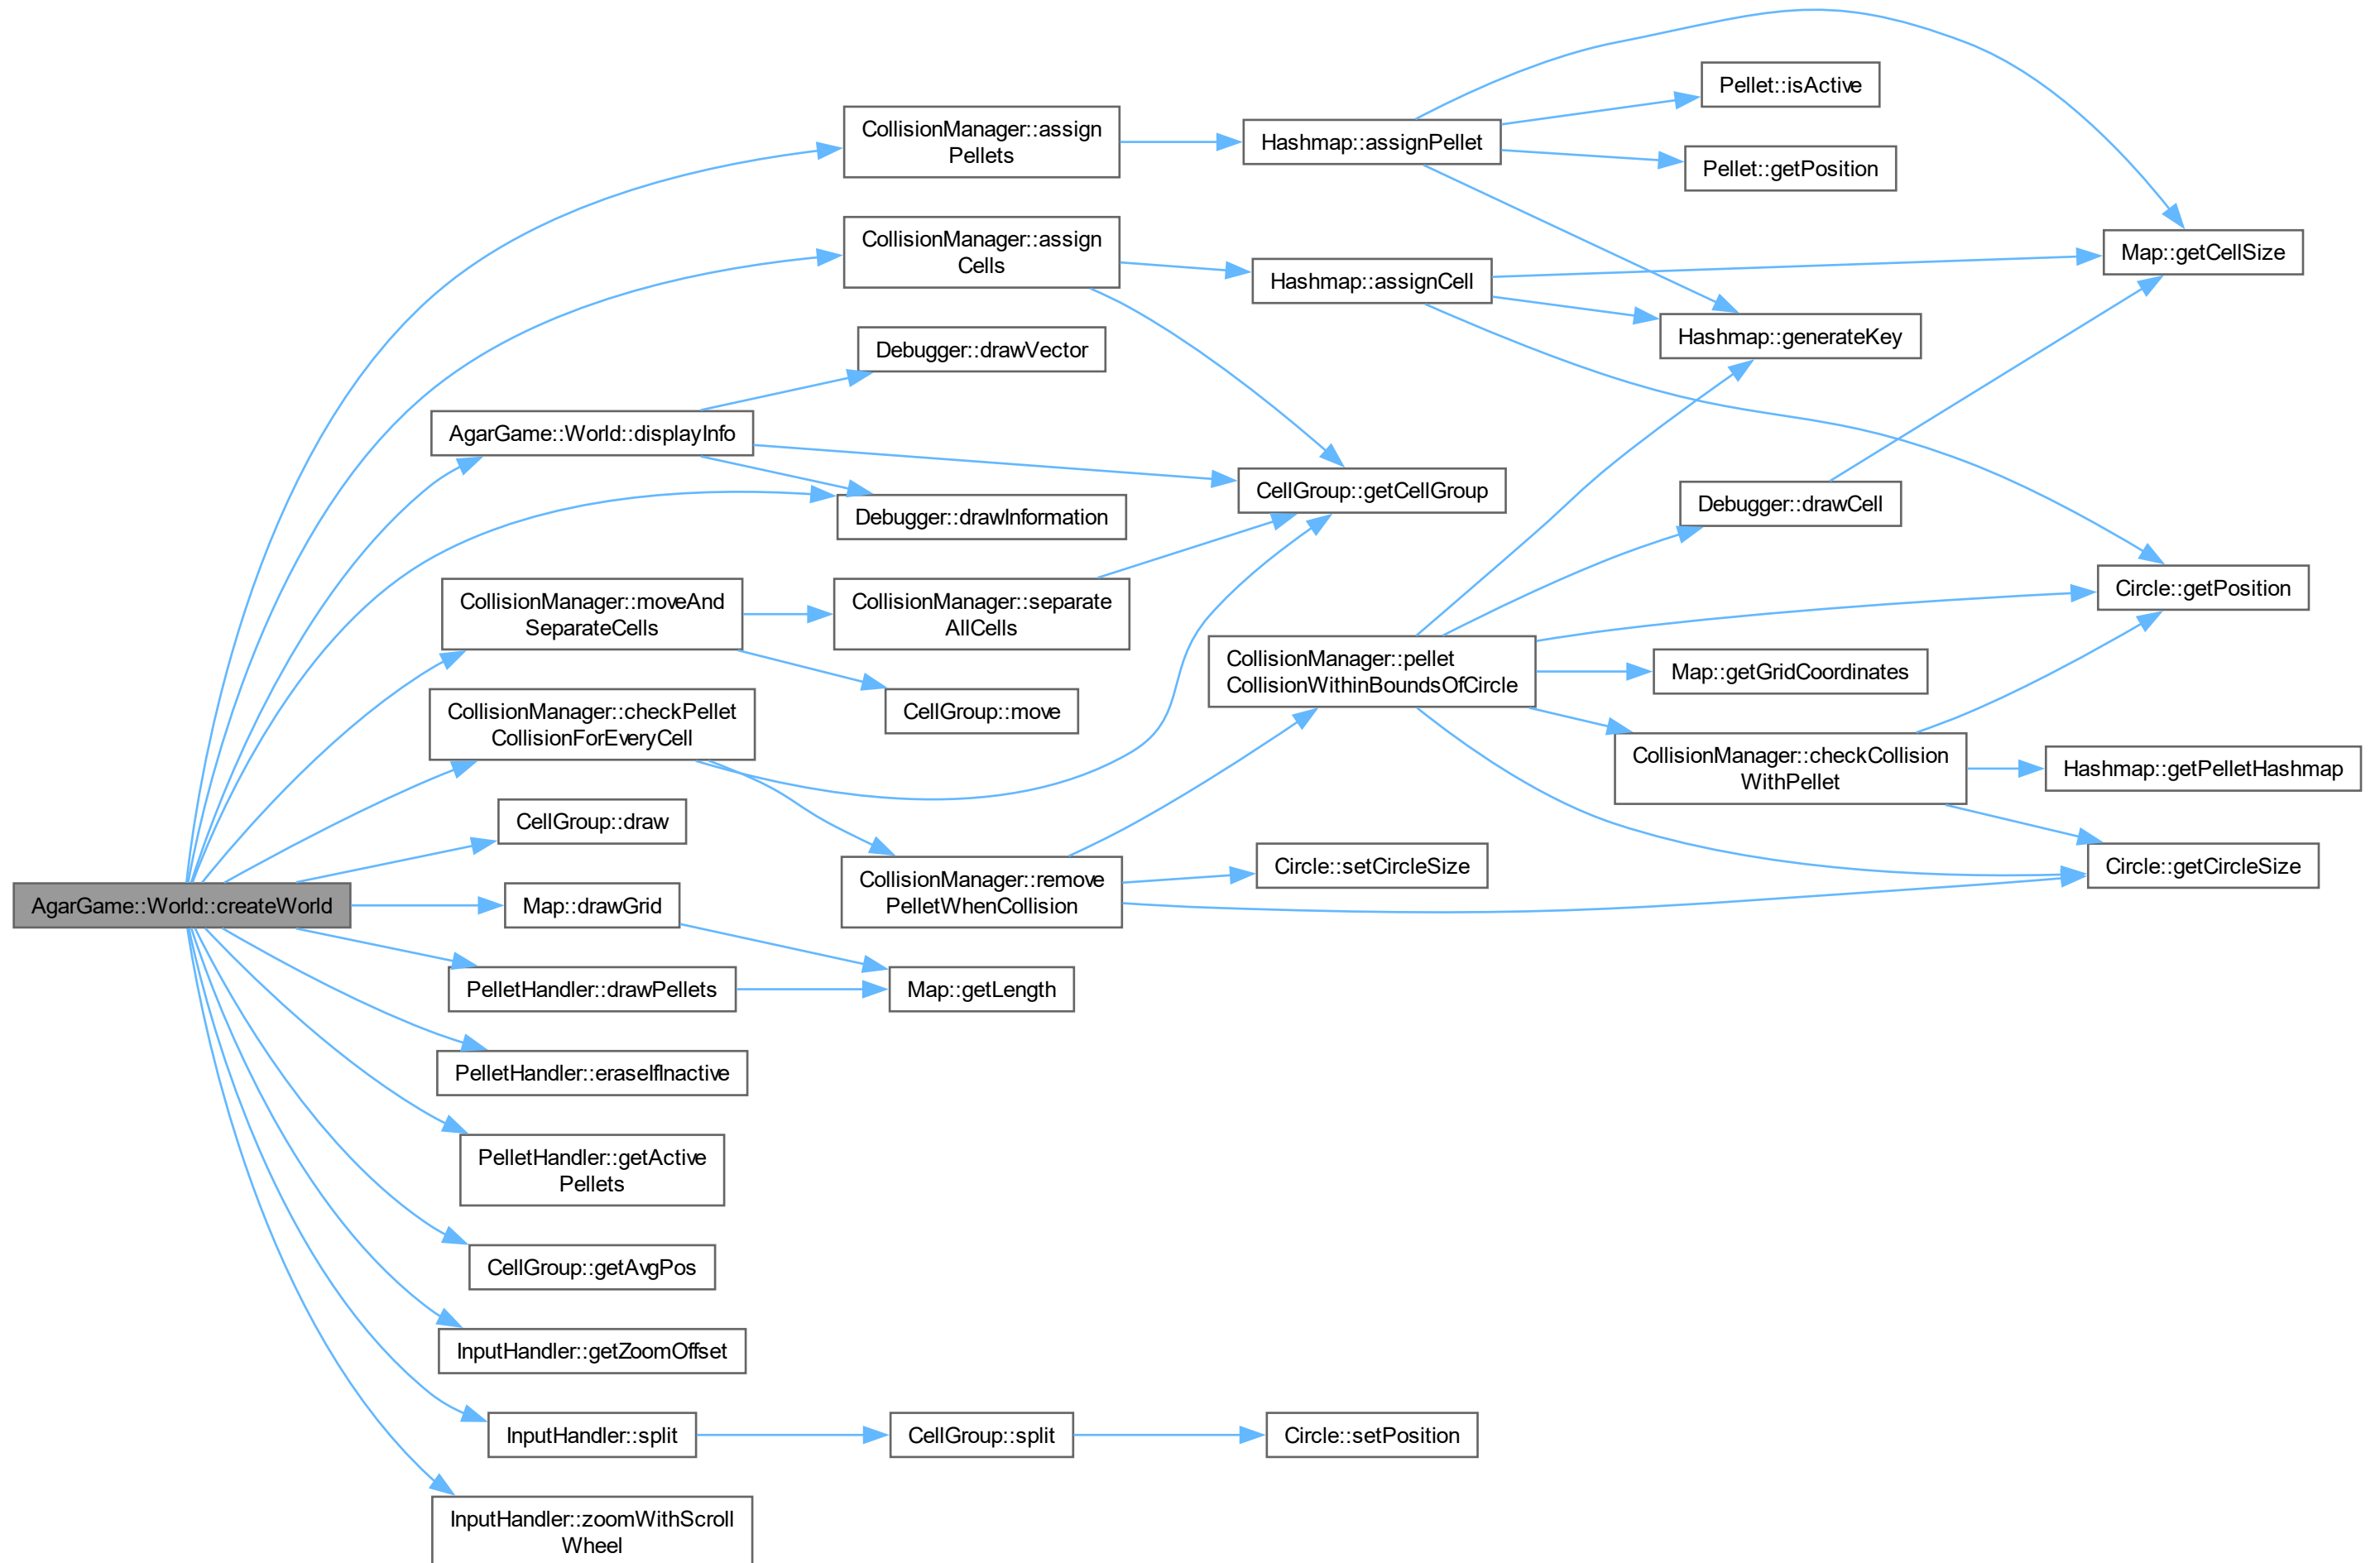 AgarGame::World::createWorld
CollisionManager::assign
Pellets
CollisionManager::assign
Cells
Debugger::drawVector
AgarGame::World::displayInfo
Debugger::drawInformation
CollisionManager::moveAnd
SeparateCells
CollisionManager::separate
AllCells
CellGroup::move
CollisionManager::checkPellet
CollisionForEveryCell
CellGroup::draw
Map::drawGrid
PelletHandler::drawPellets
Map::getLength
PelletHandler::eraseIfInactive
PelletHandler::getActive
Pellets
CellGroup::getAvgPos
InputHandler::getZoomOffset
InputHandler::split
CellGroup::split
Circle::setPosition
InputHandler::zoomWithScroll
Wheel
Hashmap::assignPellet
Hashmap::assignCell
CellGroup::getCellGroup
CollisionManager::pellet
CollisionWithinBoundsOfCircle
CollisionManager::remove
PelletWhenCollision
Circle::setCircleSize
Pellet::isActive
Pellet::getPosition
Hashmap::generateKey
Debugger::drawCell
Map::getGridCoordinates
CollisionManager::checkCollision
WithPellet
Map::getCellSize
Circle::getPosition
Hashmap::getPelletHashmap
Circle::getCircleSize